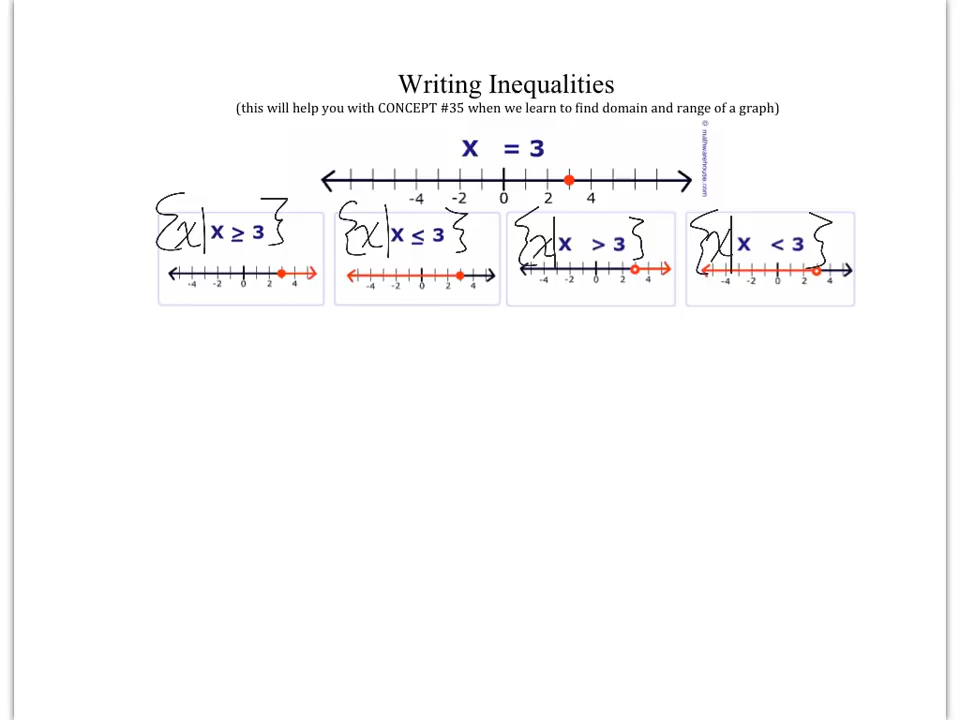 Writing Inequalities
(this will help you with CONCEPT #35 when we learn to find domain and range of a graph)
© mathwarehouse.com
X = 3
-4 -2 0 2 4
{x| X ≥ 3 }
-4 -2 0 2 4
{x| X ≤ 3 }
-4 -2 0 2 4
{x| X > 3 }
-4 -2 0 2 4
{x| X < 3 }
-4 -2 0 2 4